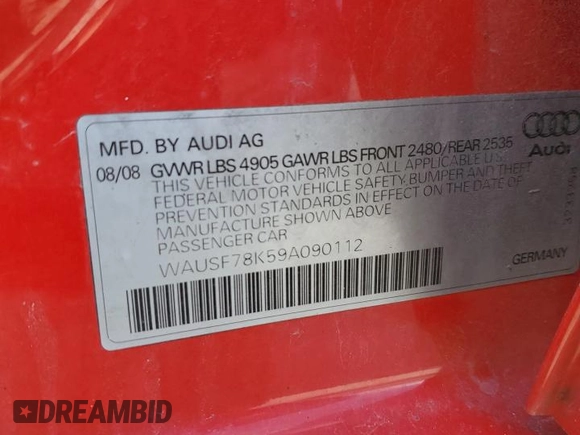 MFD. BY AUDI AG
08/08 GVWR LBS 4905 GAWR LBS FRONT 2480/REAR 2535
THIS VEHICLE CONFORMS TO ALL APPLICABLE U.S.
FEDERAL MOTOR VEHICLE SAFETY, BUMPER AND THEFT
PREVENTION STANDARDS IN EFFECT ON THE DATE OF
MANUFACTURE SHOWN ABOVE
PASSENGER CAR
WAUSF78K59A090112
Audi
GERMANY
DREAMBID